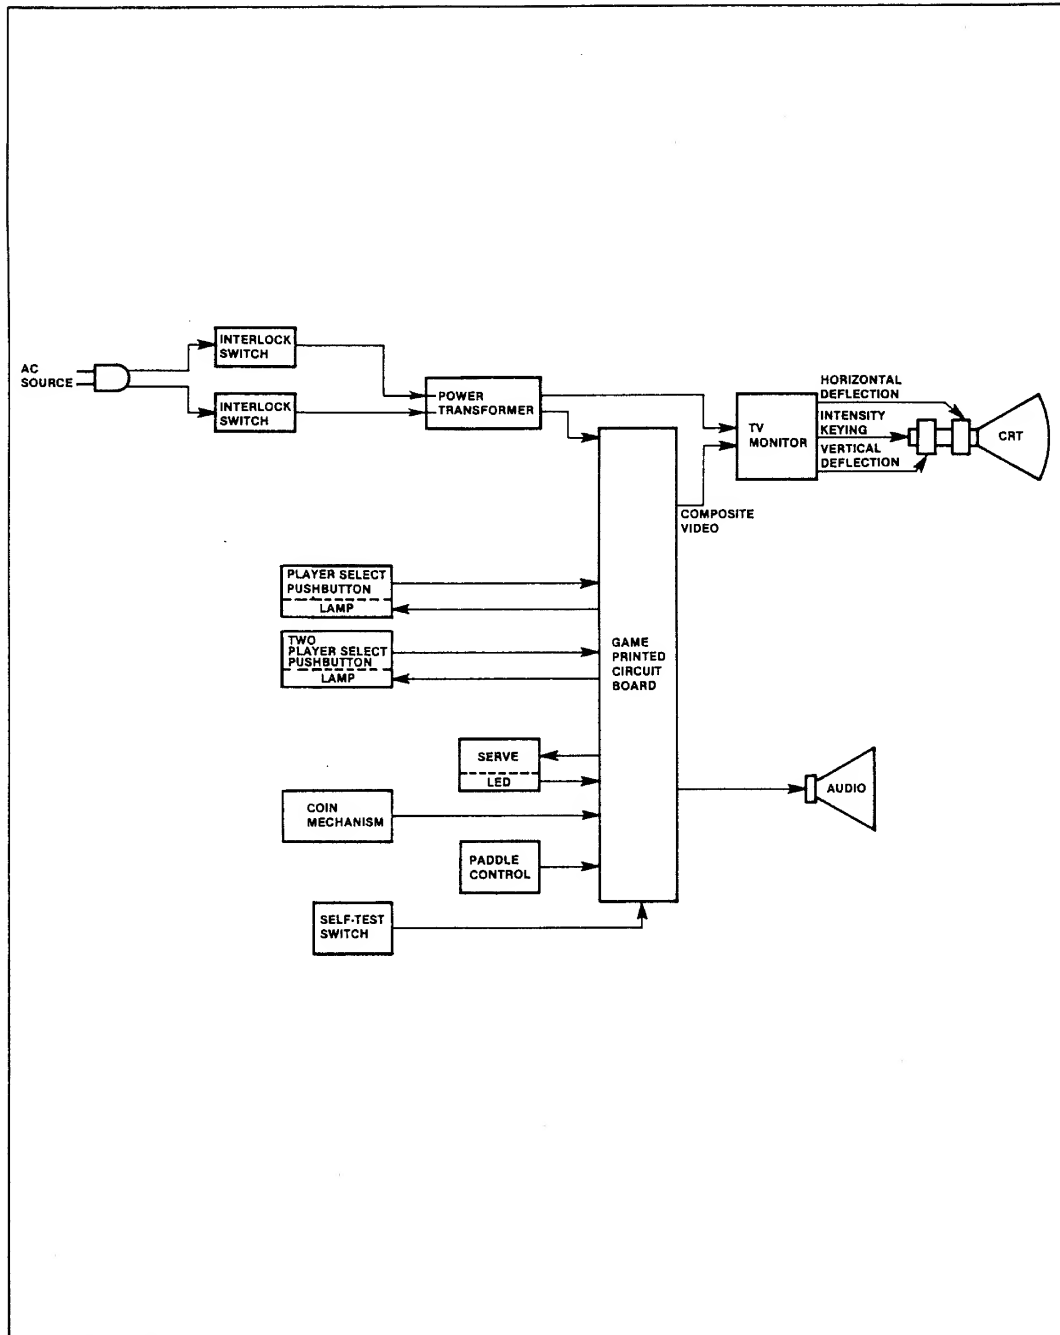 AC
SOURCE
INTERLOCK
SWITCH
INTERLOCK
SWITCH
POWER
TRANSFORMER
TV
MONITOR
HORIZONTAL
DEFLECTION
INTENSITY
KEYING
VERTICAL
DEFLECTION
CRT
COMPOSITE
VIDEO
PLAYER SELECT
PUSHBUTTON
LAMP
TWO
PLAYER SELECT
PUSHBUTTON
LAMP
GAME
PRINTED
CIRCUIT
BOARD
SERVE
LED
COIN
MECHANISM
AUDIO
PADDLE
CONTROL
SELF-TEST
SWITCH